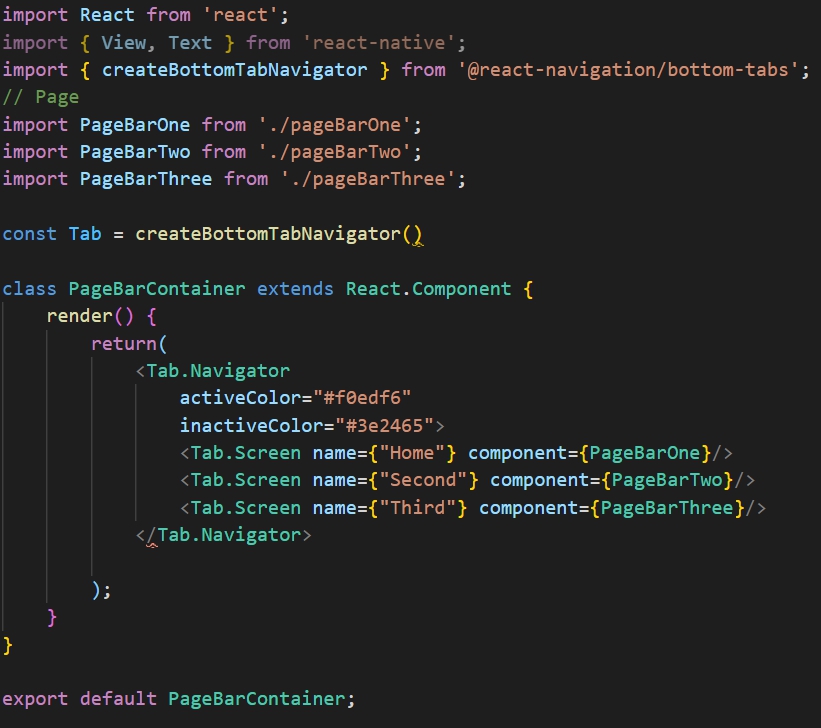 import React from 'react';
import { View, Text } from 'react-native';
import { createBottomTabNavigator } from '@react-navigation/bottom-tabs';
// Page
import PageBarOne from './pageBarOne';
import PageBarTwo from './pageBarTwo';
import PageBarThree from './pageBarThree';

const Tab = createBottomTabNavigator()

class PageBarContainer extends React.Component {
    render() {
        return(
            <Tab.Navigator
                activeColor="#f0edf6"
                inactiveColor="#3e2465">
                <Tab.Screen name={"Home"} component={PageBarOne}/>
                <Tab.Screen name={"Second"} component={PageBarTwo}/>
                <Tab.Screen name={"Third"} component={PageBarThree}/>
            </Tab.Navigator>

        );
    }
}

export default PageBarContainer;